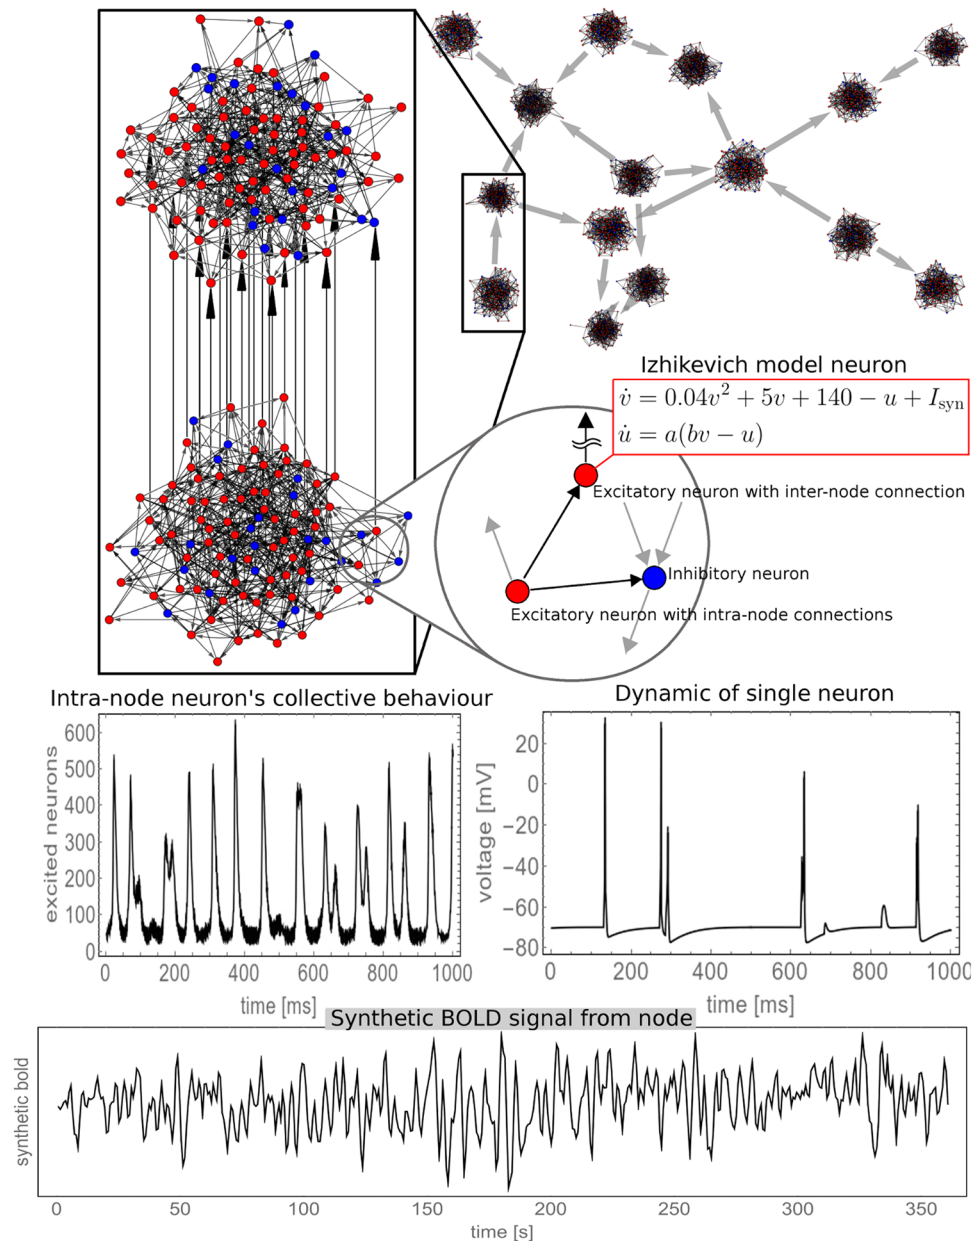 Izhikevich model neuron
v̇ = 0.04v² + 5v + 140 − u + I_syn
u̇ = a(bv − u)
Excitatory neuron with inter-node connection
Inhibitory neuron
Excitatory neuron with intra-node connections
Intra-node neuron's collective behaviour
excited neurons
600
500
400
300
200
100
0
0 200 400 600 800 1000
time [ms]
Dynamic of single neuron
voltage [mV]
20
0
−20
−40
−60
−80
0 200 400 600 800 1000
time [ms]
Synthetic BOLD signal from node
synthetic bold
0 50 100 150 200 250 300 350
time [s]